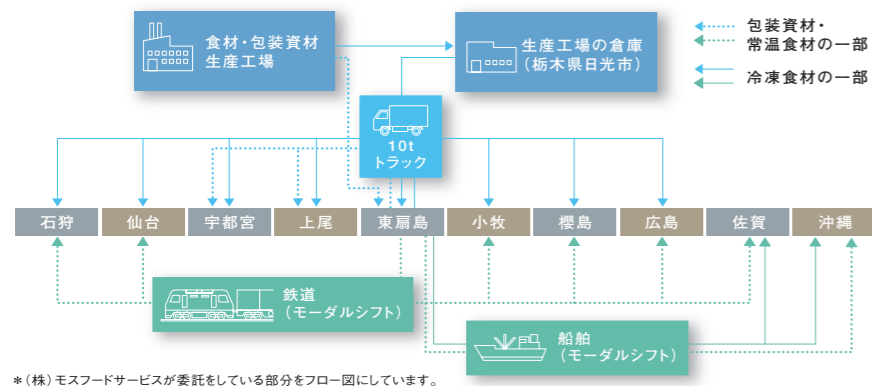 食材・包装資材
生産工場
生産工場の倉庫
(栃木県日光市)
包装資材・
常温食材の一部
冷凍食材の一部
10t
トラック
石狩
仙台
宇都宮
上尾
東扇島
小牧
櫻島
広島
佐賀
沖縄
鉄道
(モーダルシフト)
船舶
(モーダルシフト)
*(株)モスフードサービスが委託をしている部分をフロー図にしています。